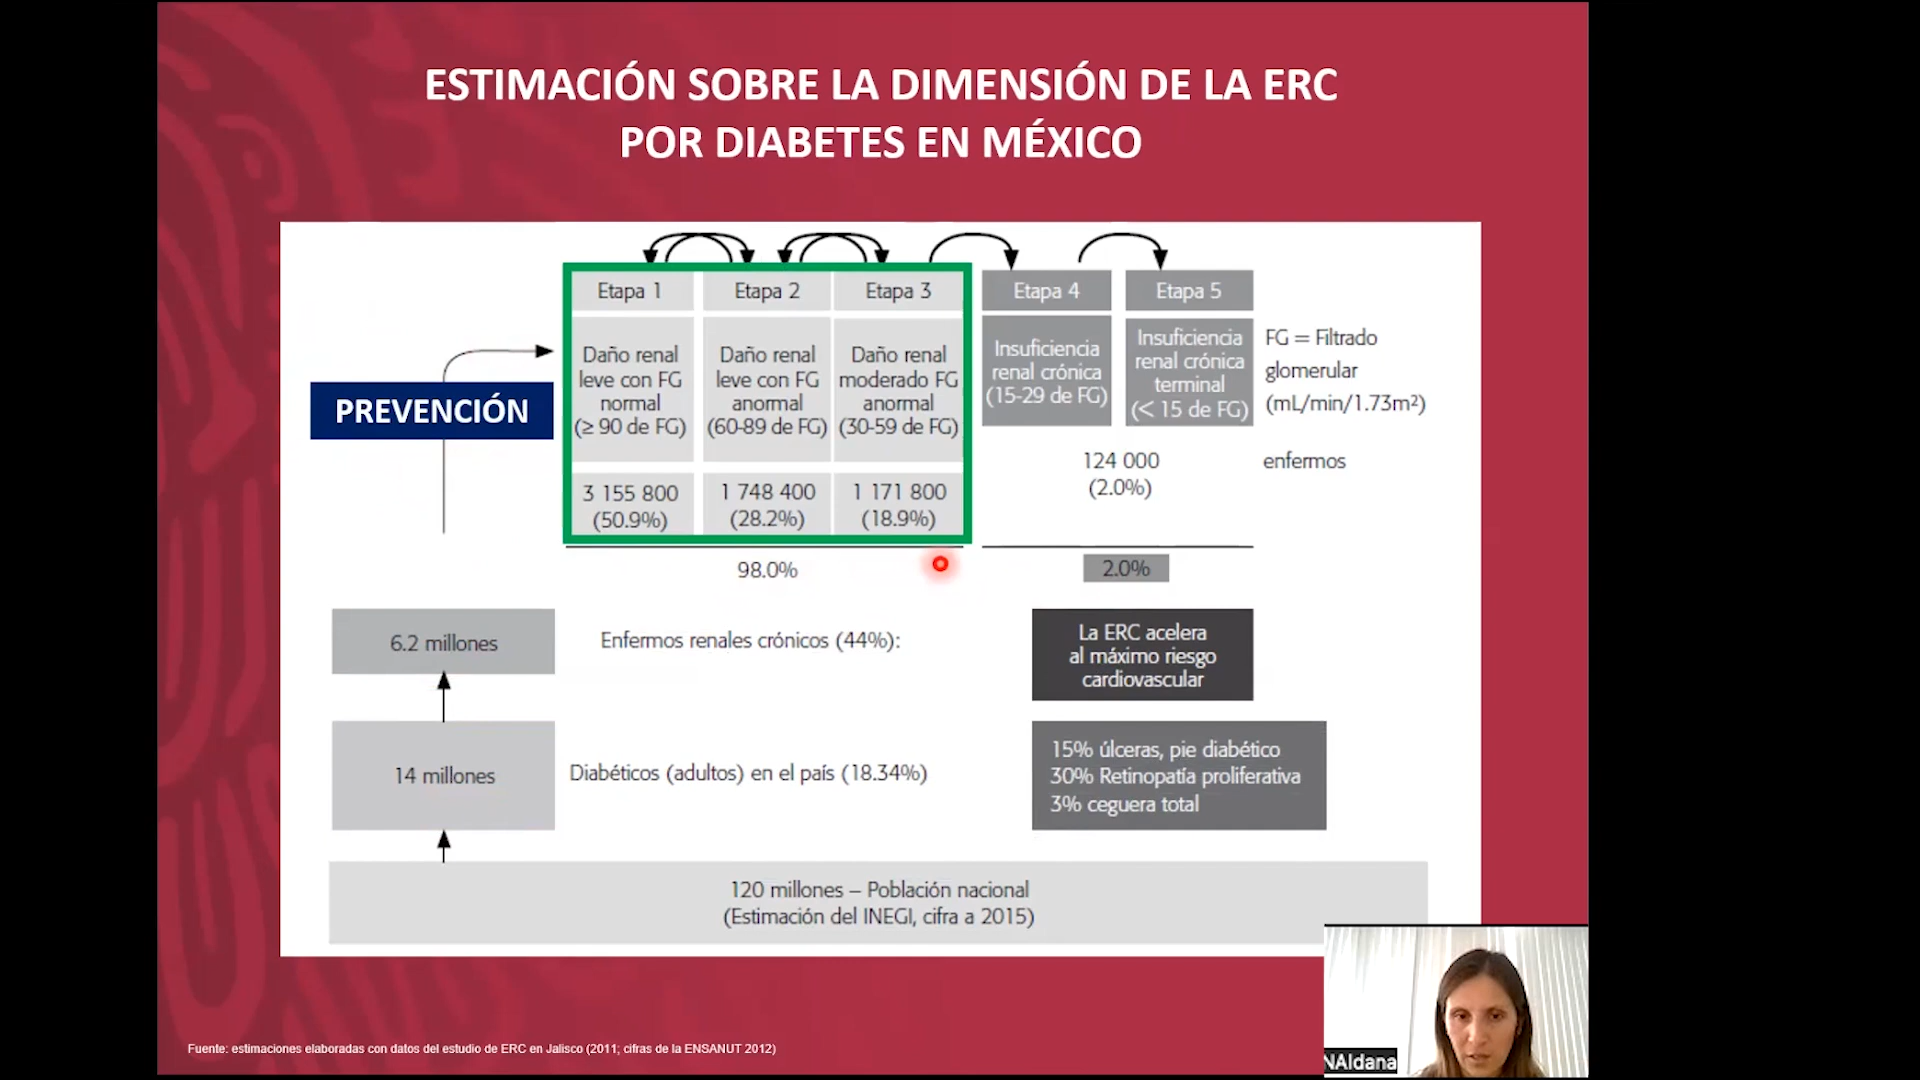 ESTIMACIÓN SOBRE LA DIMENSIÓN DE LA ERC
POR DIABETES EN MÉXICO
Etapa 1
Etapa 2
Etapa 3
Etapa 4
Etapa 5
PREVENCIÓN
Daño renal
leve con FG
normal
(≥ 90 de FG)
Daño renal
leve con FG
anormal
(60-89 de FG)
Daño renal
moderado FG
anormal
(30-59 de FG)
Insuficiencia
renal crónica
(15-29 de FG)
Insuficiencia
renal crónica
terminal
(< 15 de FG)
FG = Filtrado
glomerular
(mL/min/1.73m²)
3 155 800
(50.9%)
1 748 400
(28.2%)
1 171 800
(18.9%)
124 000
(2.0%)
enfermos
98.0%
2.0%
6.2 millones
Enfermos renales crónicos (44%):
La ERC acelera
al máximo riesgo
cardiovascular
14 millones
Diabéticos (adultos) en el país (18.34%)
15% úlceras, pie diabético
30% Retinopatía proliferativa
3% ceguera total
120 millones – Población nacional
(Estimación del INEGI, cifra a 2015)
Fuente: estimaciones elaboradas con datos del estudio de ERC en Jalisco (2011; cifras de la ENSANUT 2012)
NAldana